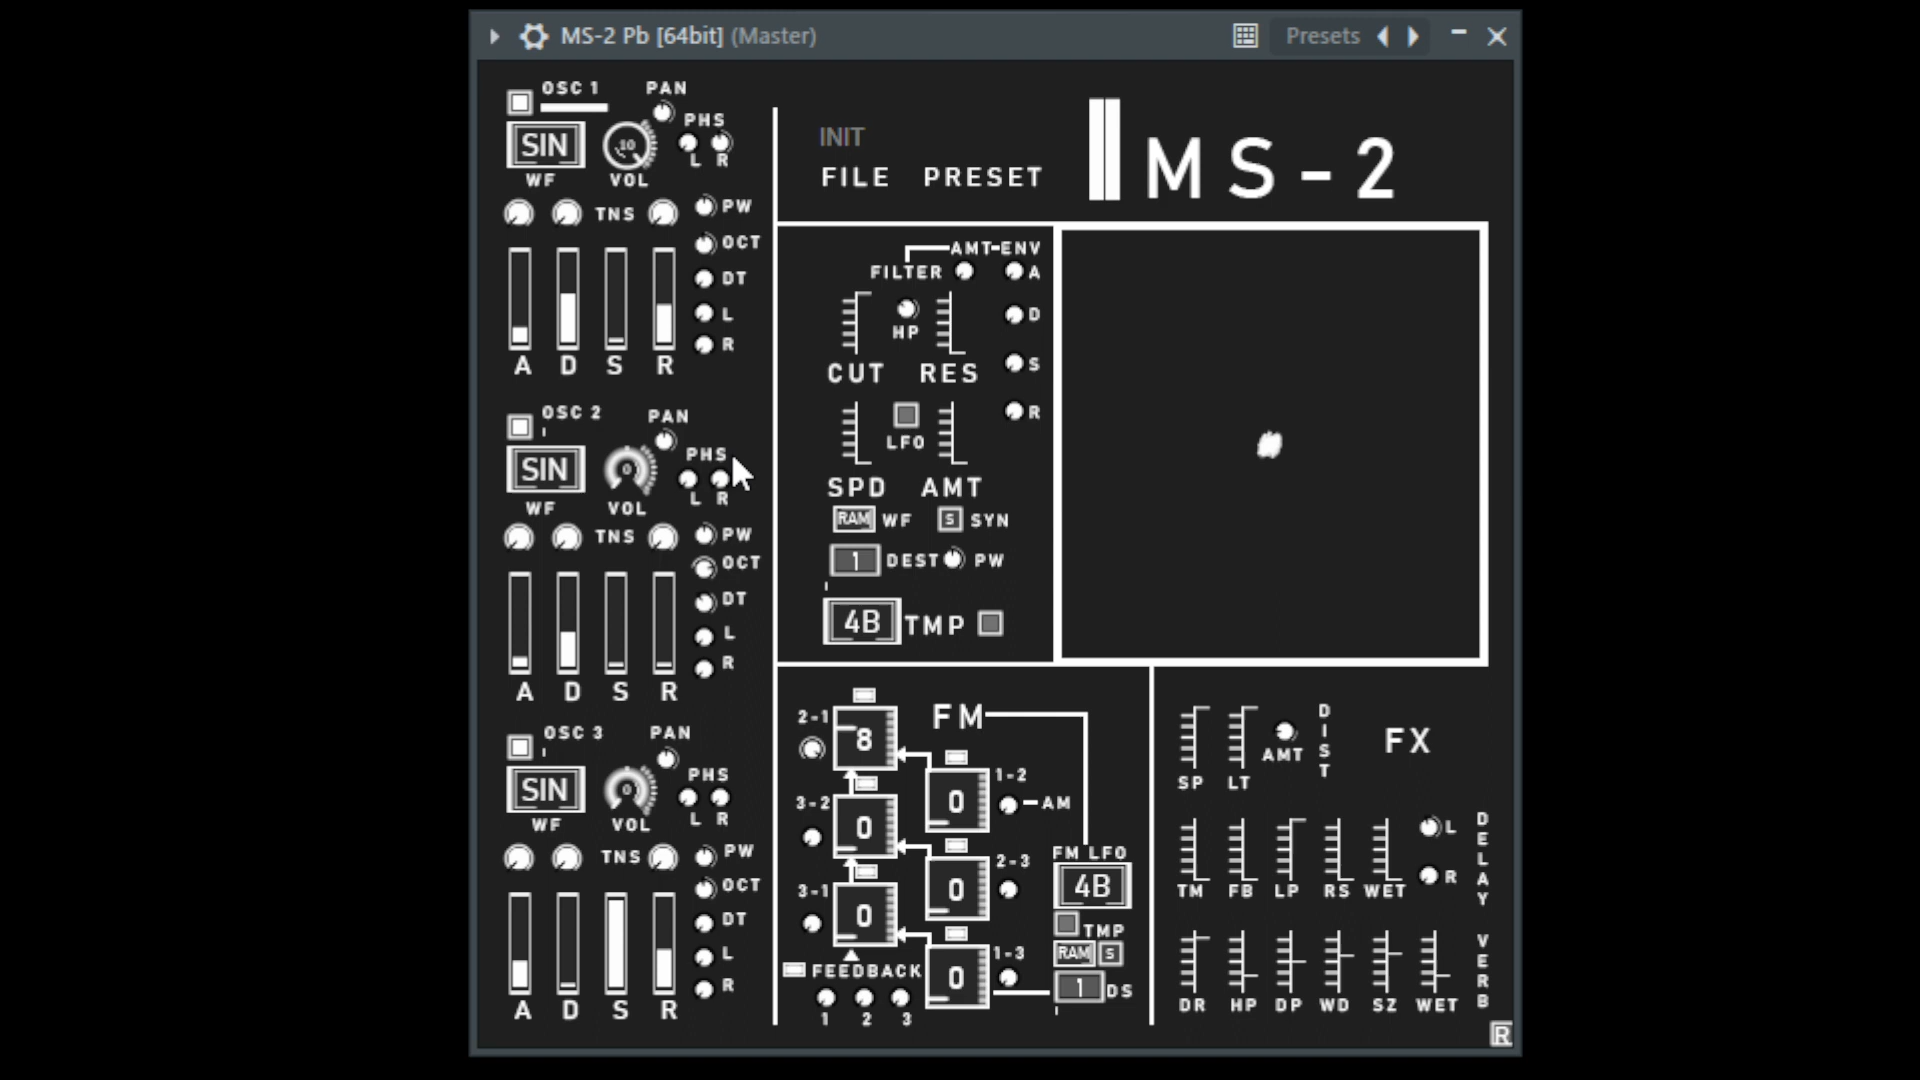 MS-2 Pb [64bit] (Master)
Presets
OSC 1
PAN
PHS
SIN
10
L R
WF
VOL
TNS
PW
OCT
DT
L
R
A D S R
OSC 2
PAN
PHS
SIN
0
L R
WF
VOL
TNS
PW
OCT
DT
L
R
A D S R
OSC 3
PAN
PHS
SIN
0
L R
WF
VOL
TNS
PW
OCT
DT
L
R
A D S R
INIT
FILE PRESET
MS-2
AMT-ENV
FILTER
A
D
HP
CUT RES
S
R
LFO
SPD AMT
RAM WF S SYN
1 DEST PW
4B TMP
FM
2-1
8
1-2
0
AM
3-2
0
2-3
0
3-1
0
1-3
0
FEEDBACK
1 2 3
FM LFO
4B
TMP
RAM S
1 DS
FX
SP LT AMT
DIST
TM FB LP RS WET
L
R
DELAY
DR HP DP WD SZ WET
VERB
R